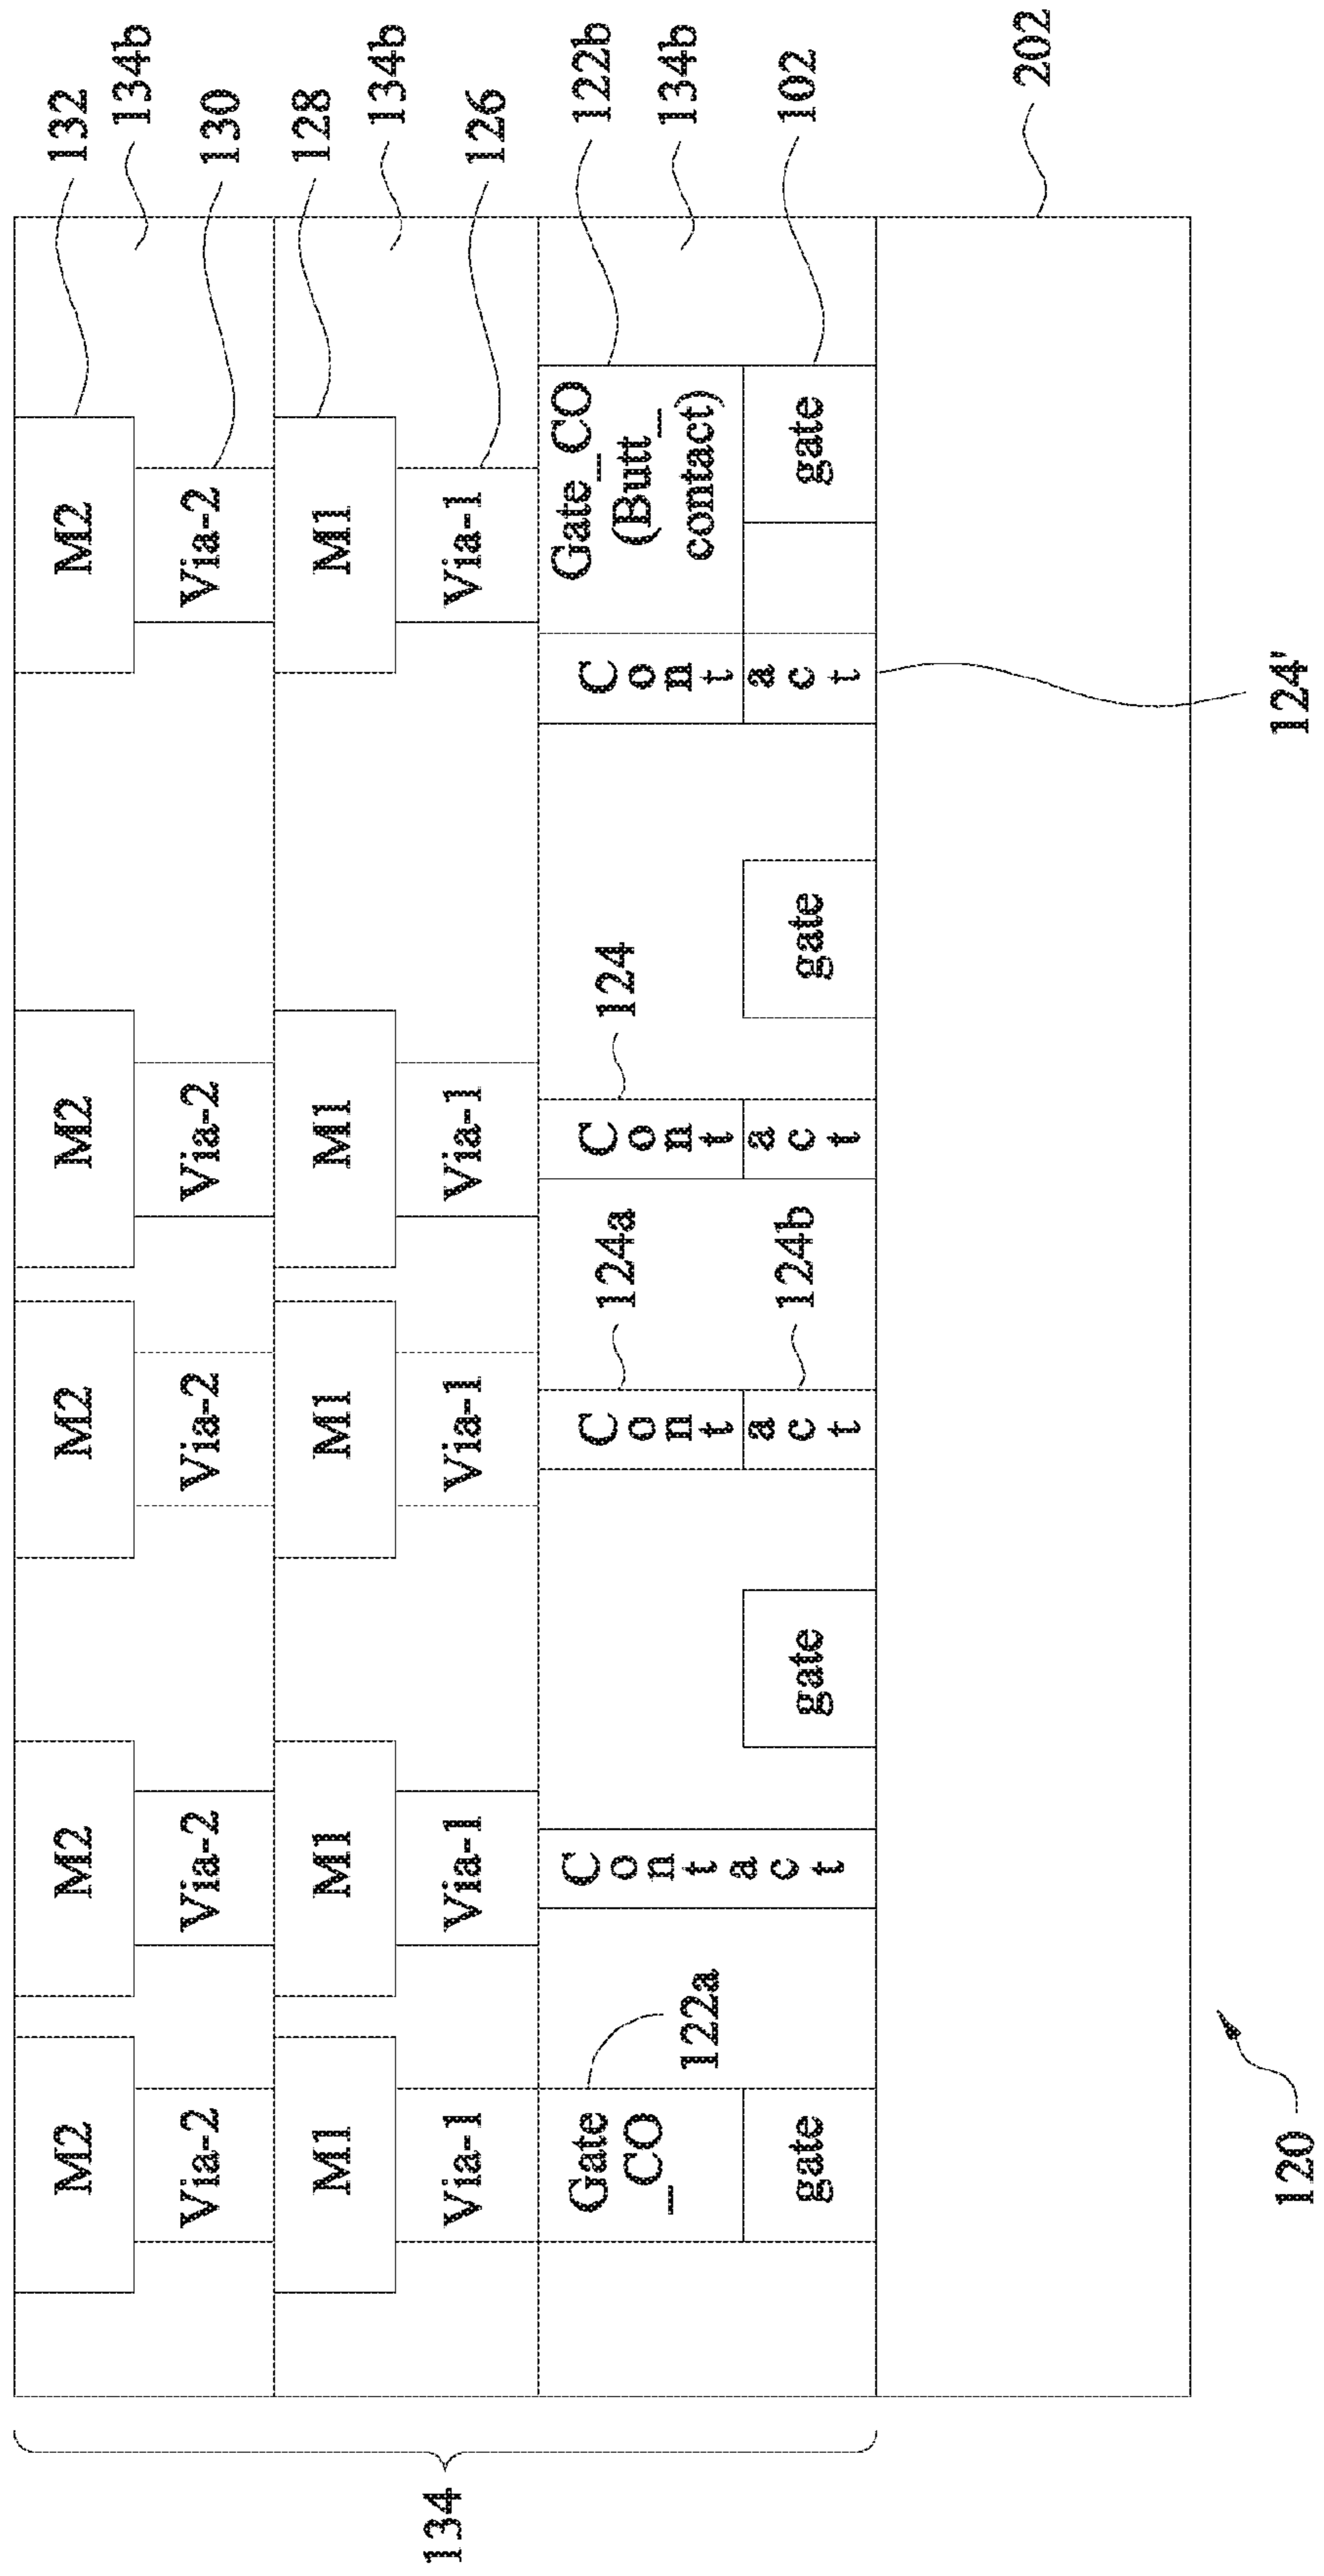 M2
M2
M2
M2
M2
132
134b
Via-2
Via-2
Via-2
Via-2
Via-2
130
M1
M1
M1
M1
M1
128
134b
Via-1
Via-1
Via-1
Via-1
Via-1
126
134
Gate
_CO
122a
Contact
Contact
124a
124b
Contact
124
Contact
Gate_CO
(Butt_
contact)
122b
134b
gate
gate
gate
gate
102
202
120
124'